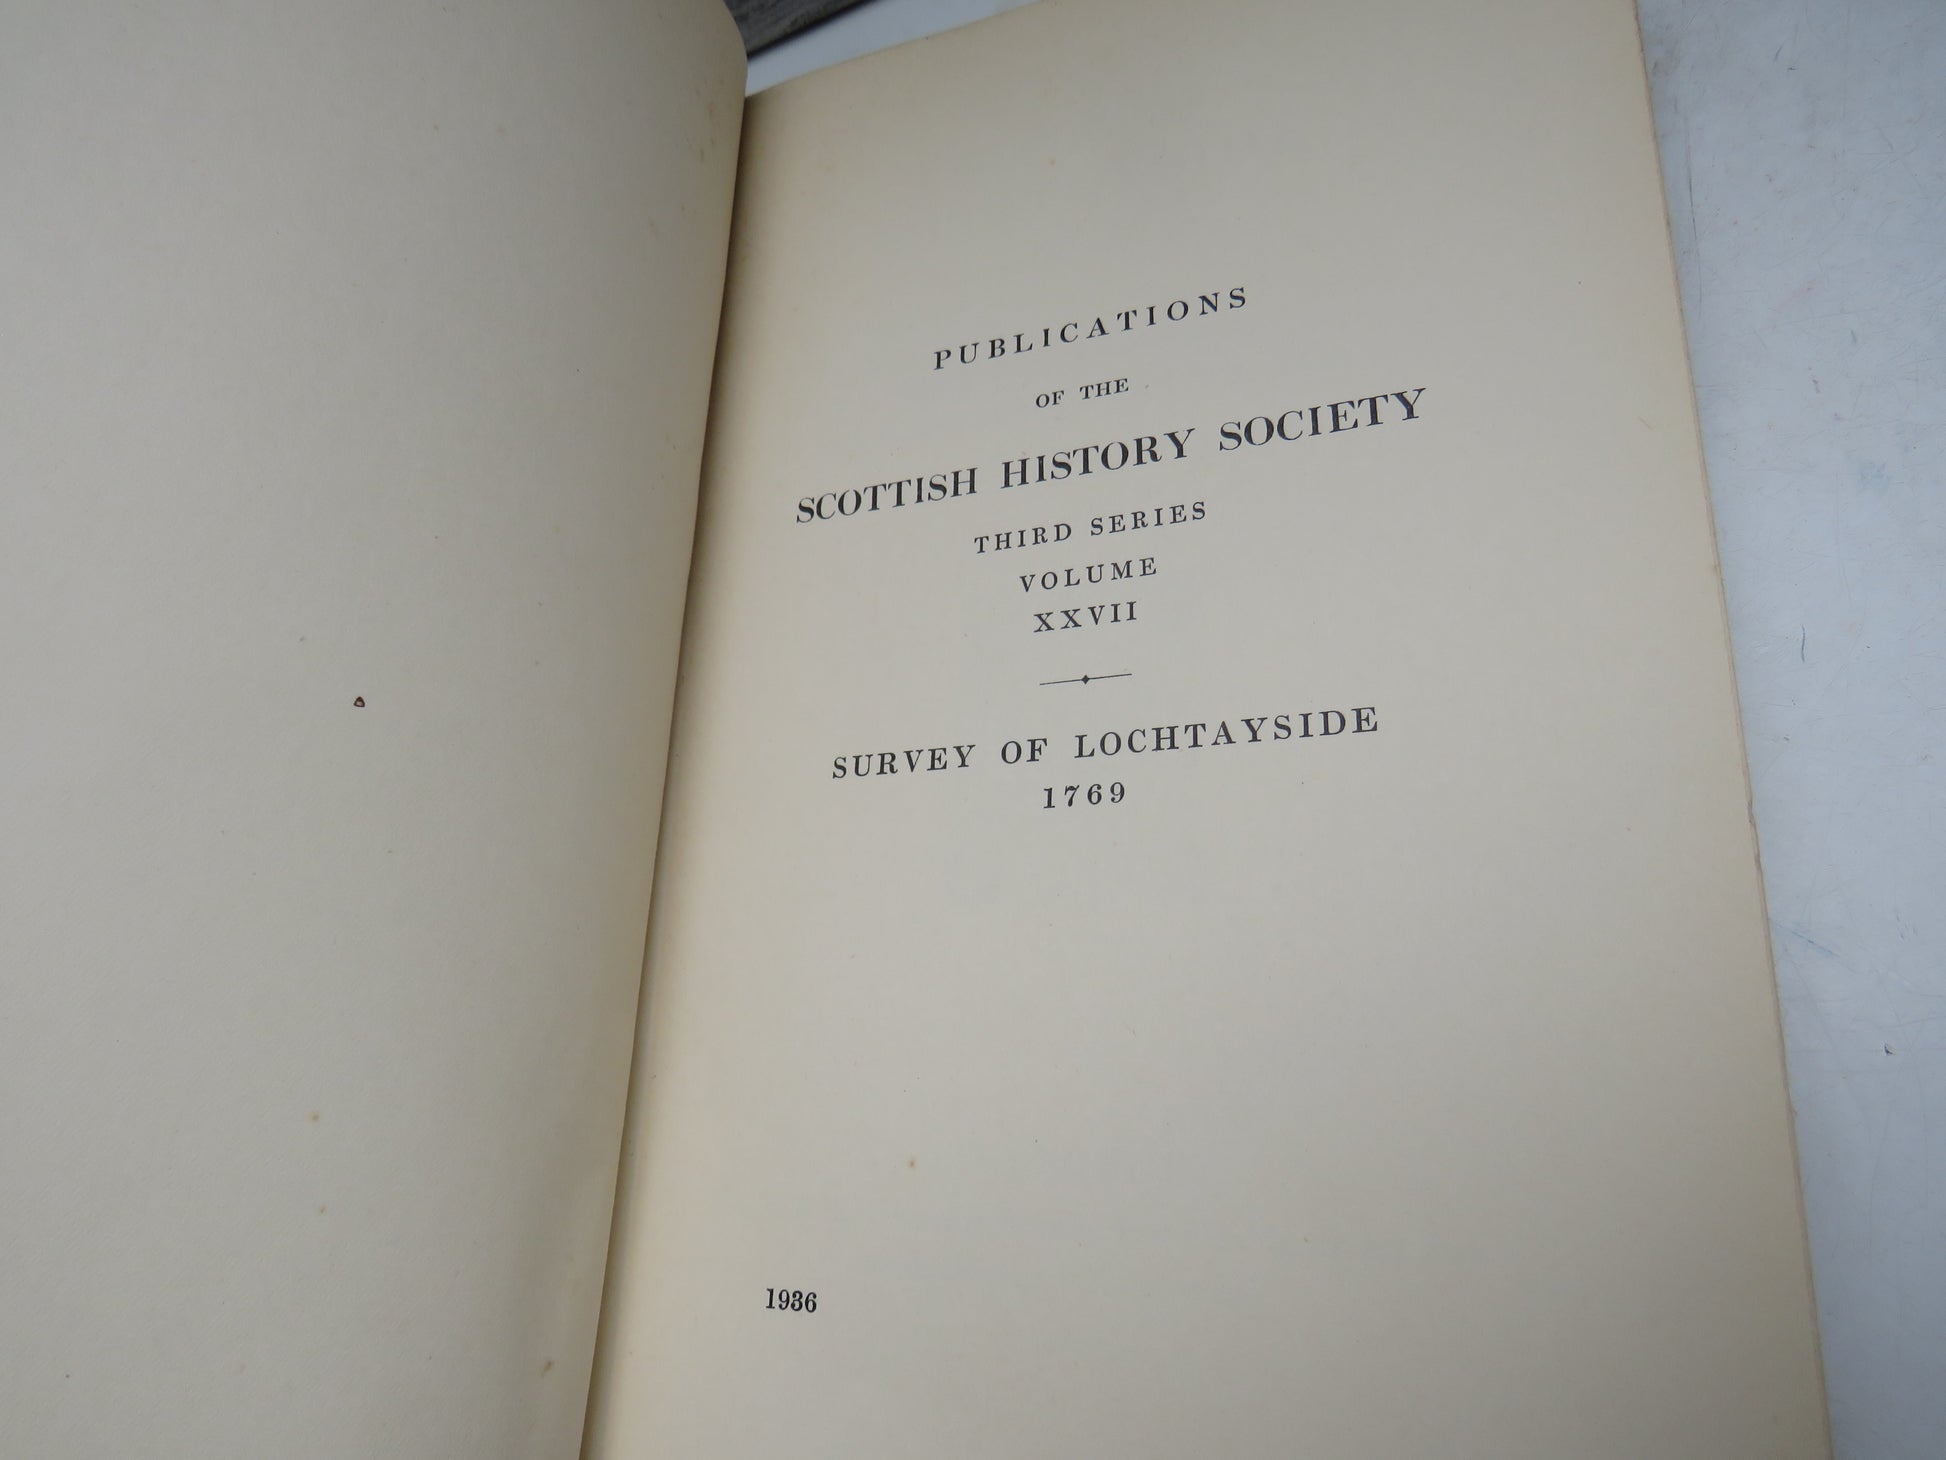 PUBLICATIONS
OF THE
SCOTTISH HISTORY SOCIETY
THIRD SERIES
VOLUME
XXVII
SURVEY OF LOCHTAYSIDE
1769
1936